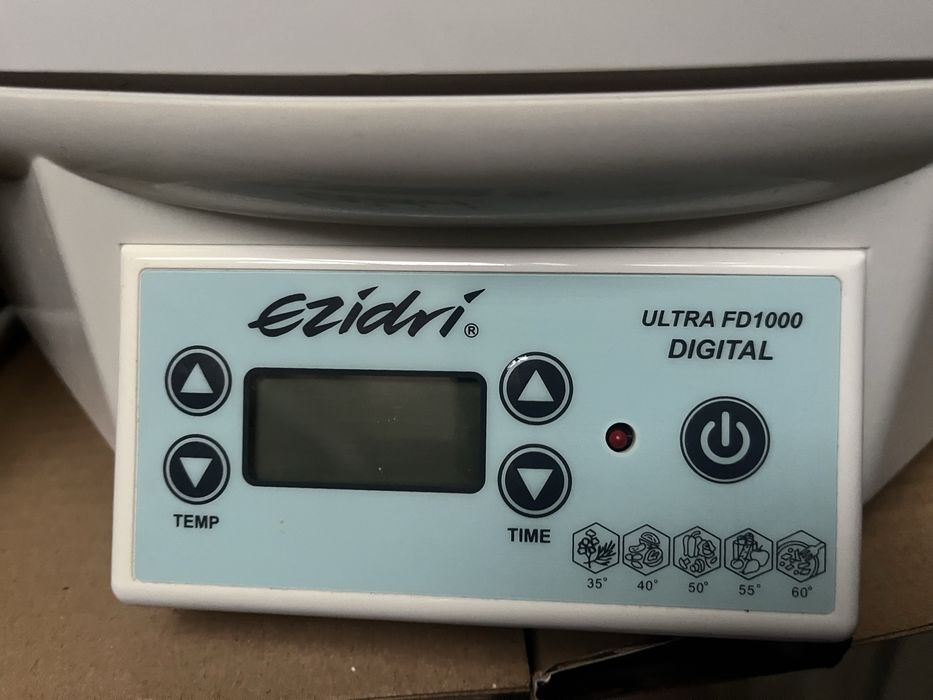 Ezidri®
ULTRA FD1000
DIGITAL
TEMP
TIME
35° 40° 50° 55° 60°